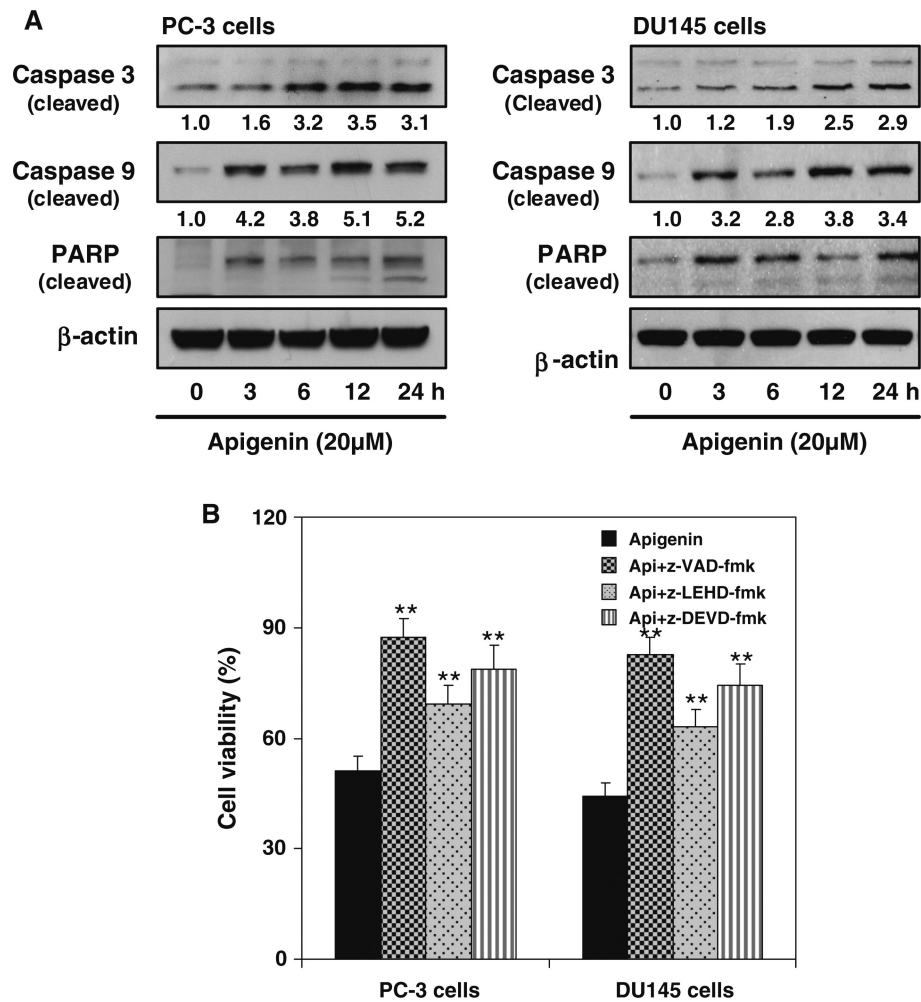 A
PC-3 cells
Caspase 3
(cleaved)
1.0 1.6 3.2 3.5 3.1
Caspase 9
(cleaved)
1.0 4.2 3.8 5.1 5.2
PARP
(cleaved)
β-actin
0 3 6 12 24 h
Apigenin (20µM)
DU145 cells
Caspase 3
(Cleaved)
1.0 1.2 1.9 2.5 2.9
Caspase 9
(cleaved)
1.0 3.2 2.8 3.8 3.4
PARP
(cleaved)
β-actin
0 3 6 12 24 h
Apigenin (20µM)
B
Cell viability (%)
120
90
60
30
0
Apigenin
Api+z-VAD-fmk
Api+z-LEHD-fmk
Api+z-DEVD-fmk
** ** **
** ** **
PC-3 cells DU145 cells